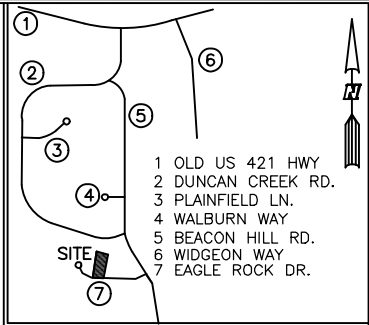 1
6
2
N
5
3
1 OLD US 421 HWY
2 DUNCAN CREEK RD.
3 PLAINFIELD LN.
4
4 WALBURN WAY
5 BEACON HILL RD.
6 WIDGEON WAY
SITE
7 EAGLE ROCK DR.
7